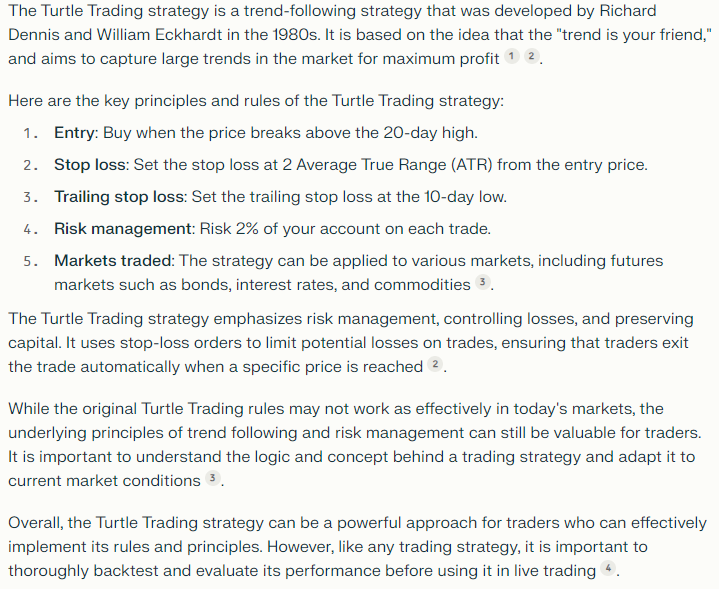 The Turtle Trading strategy is a trend-following strategy that was developed by Richard
Dennis and William Eckhardt in the 1980s. It is based on the idea that the "trend is your friend,"
and aims to capture large trends in the market for maximum profit 1 2.
Here are the key principles and rules of the Turtle Trading strategy:
1. Entry: Buy when the price breaks above the 20-day high.
2. Stop loss: Set the stop loss at 2 Average True Range (ATR) from the entry price.
3. Trailing stop loss: Set the trailing stop loss at the 10-day low.
4. Risk management: Risk 2% of your account on each trade.
5. Markets traded: The strategy can be applied to various markets, including futures
markets such as bonds, interest rates, and commodities 3.
The Turtle Trading strategy emphasizes risk management, controlling losses, and preserving
capital. It uses stop-loss orders to limit potential losses on trades, ensuring that traders exit
the trade automatically when a specific price is reached 2.
While the original Turtle Trading rules may not work as effectively in today's markets, the
underlying principles of trend following and risk management can still be valuable for traders.
It is important to understand the logic and concept behind a trading strategy and adapt it to
current market conditions 3.
Overall, the Turtle Trading strategy can be a powerful approach for traders who can effectively
implement its rules and principles. However, like any trading strategy, it is important to
thoroughly backtest and evaluate its performance before using it in live trading 4.